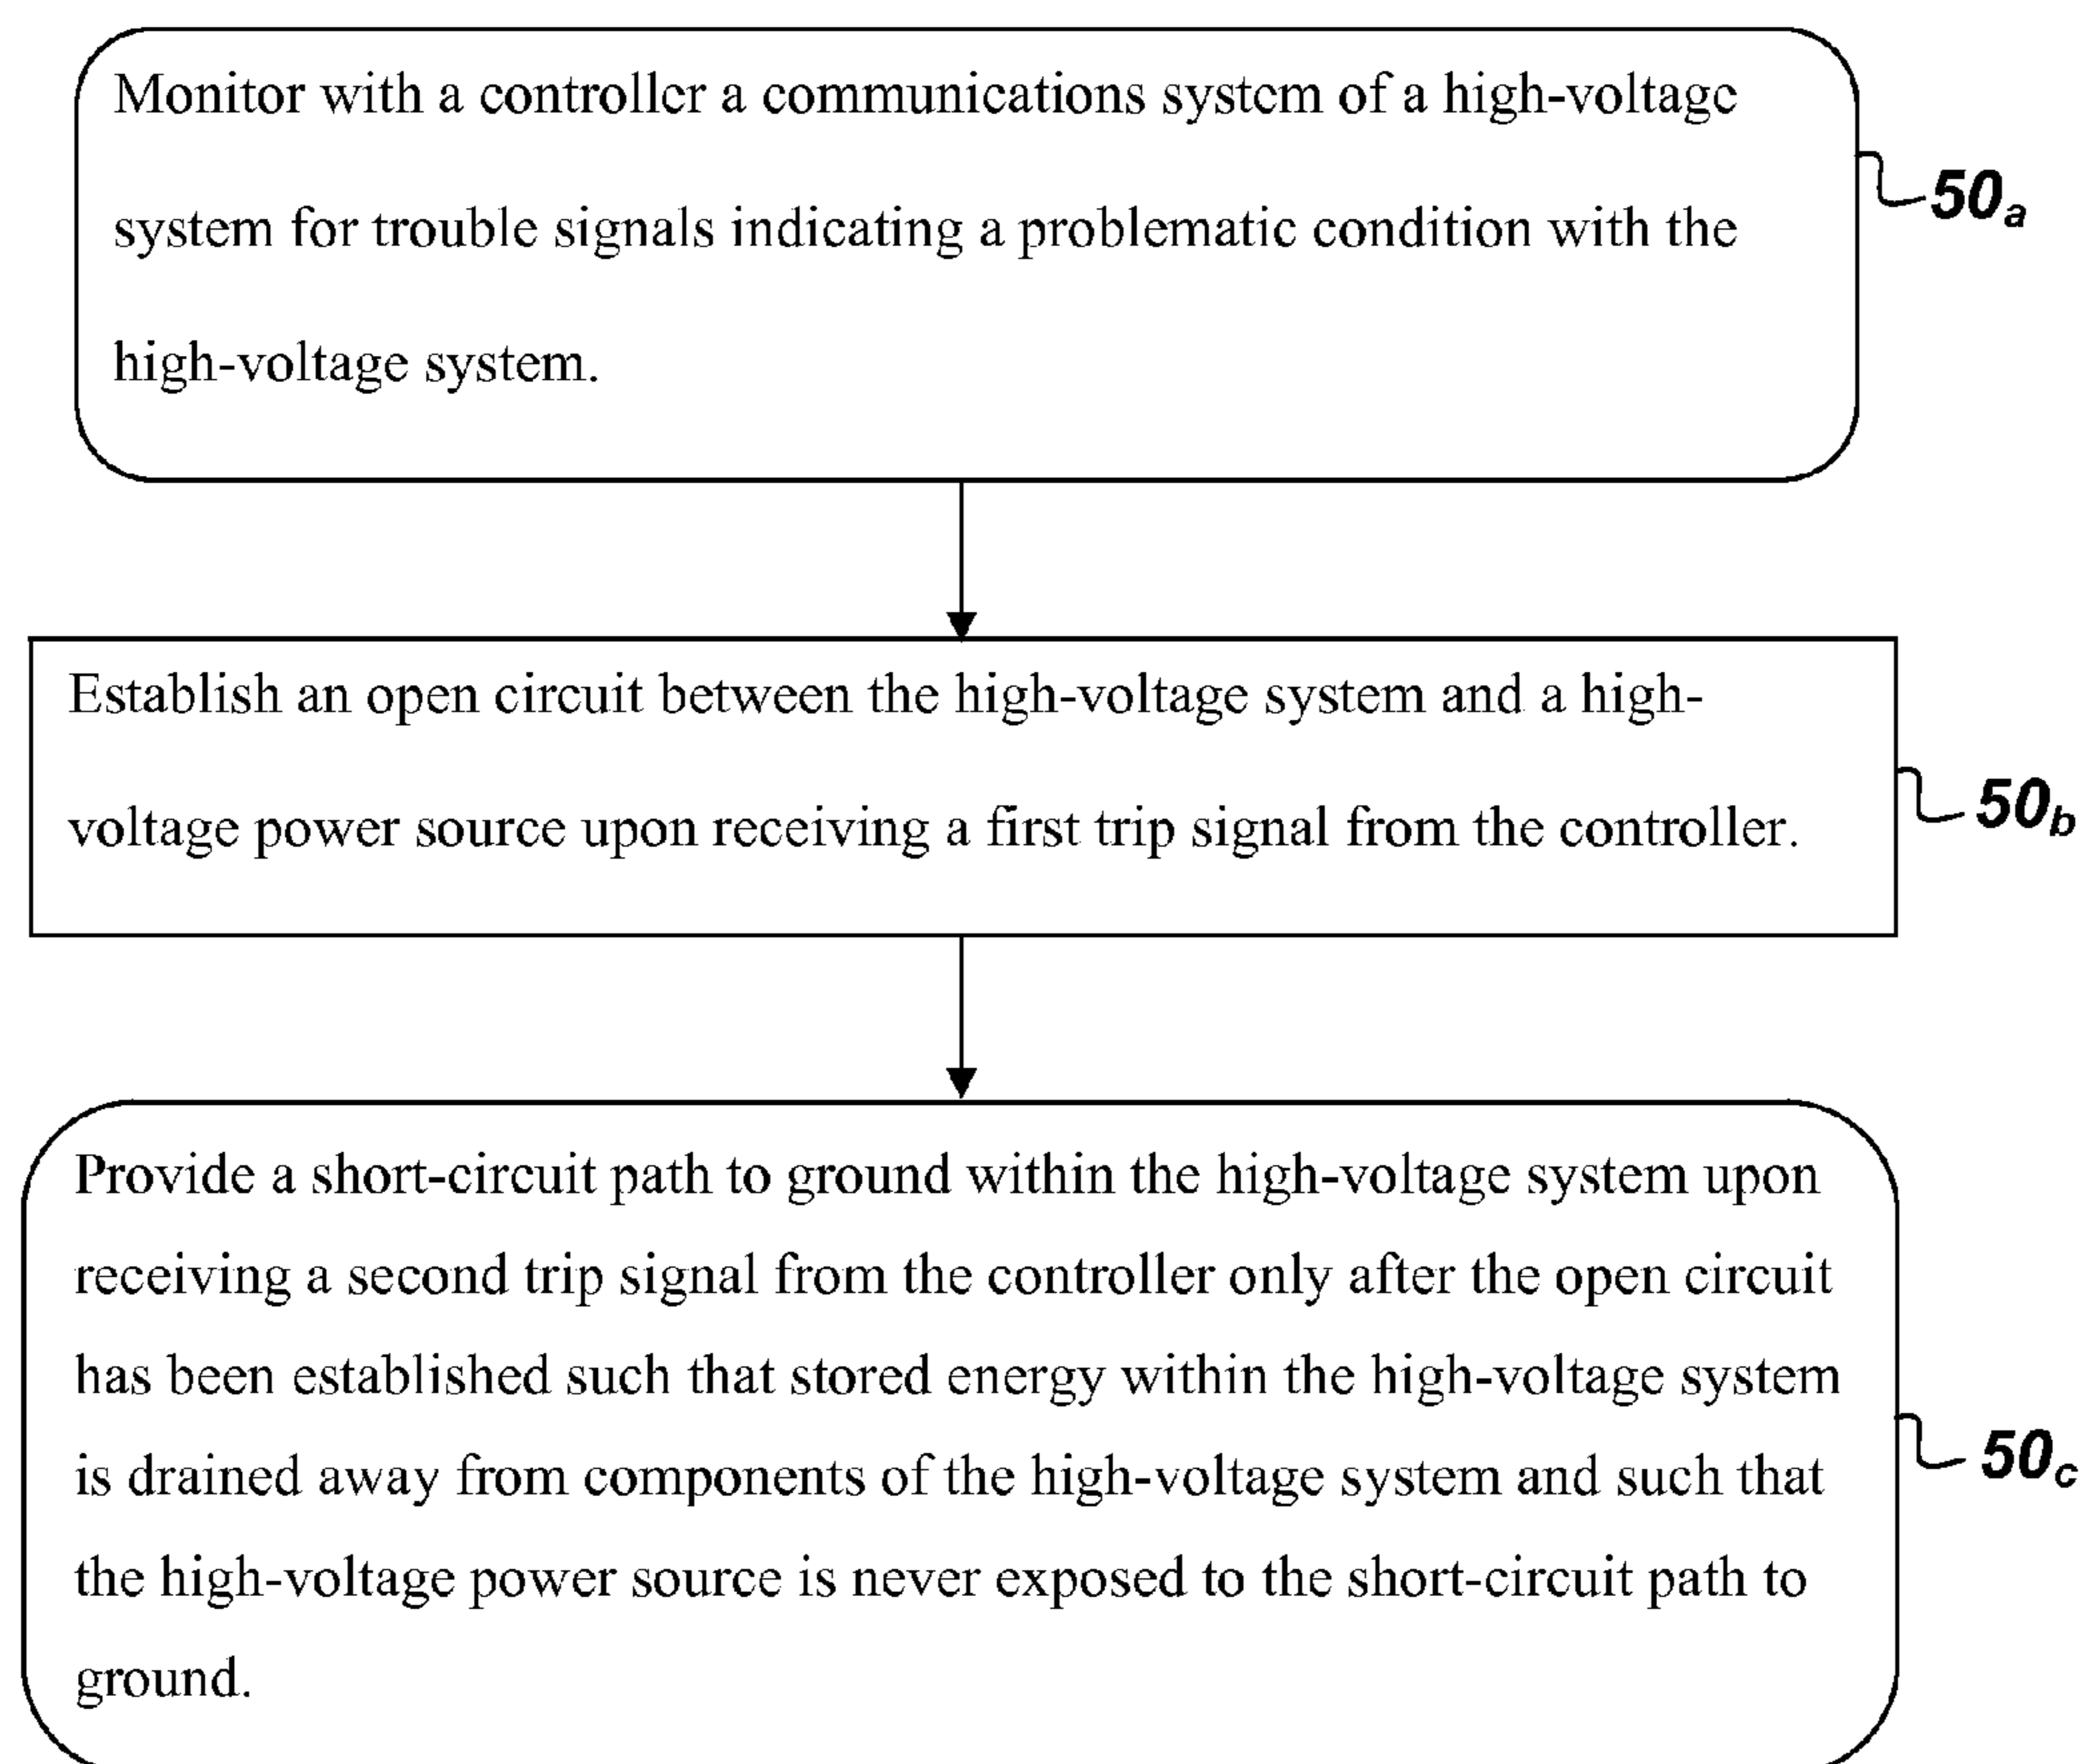 Monitor with a controller a communications system of a high-voltage
system for trouble signals indicating a problematic condition with the
high-voltage system.
50a
Establish an open circuit between the high-voltage system and a high-
voltage power source upon receiving a first trip signal from the controller.
50b
Provide a short-circuit path to ground within the high-voltage system upon
receiving a second trip signal from the controller only after the open circuit
has been established such that stored energy within the high-voltage system
is drained away from components of the high-voltage system and such that
the high-voltage power source is never exposed to the short-circuit path to
ground.
50c